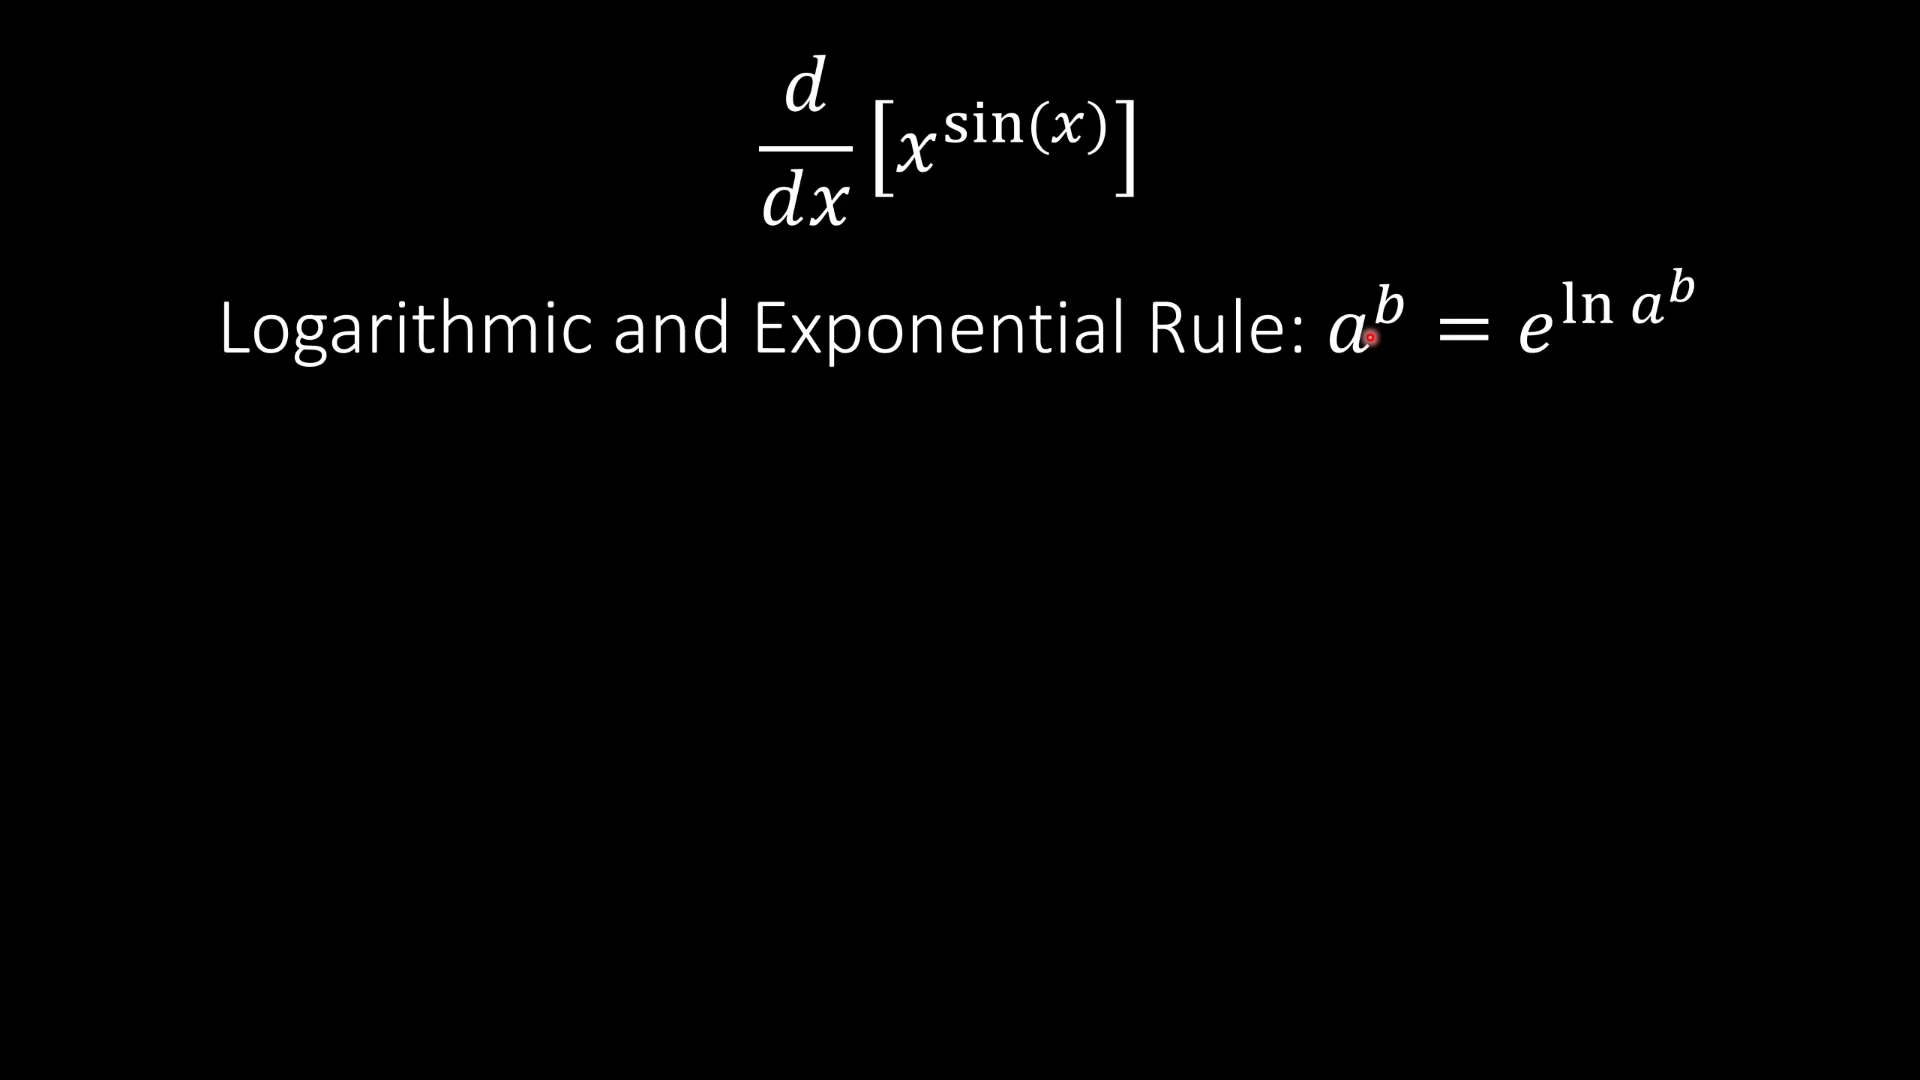 d/dx [x^sin(x)]
Logarithmic and Exponential Rule: a^b = e^(ln a^b)